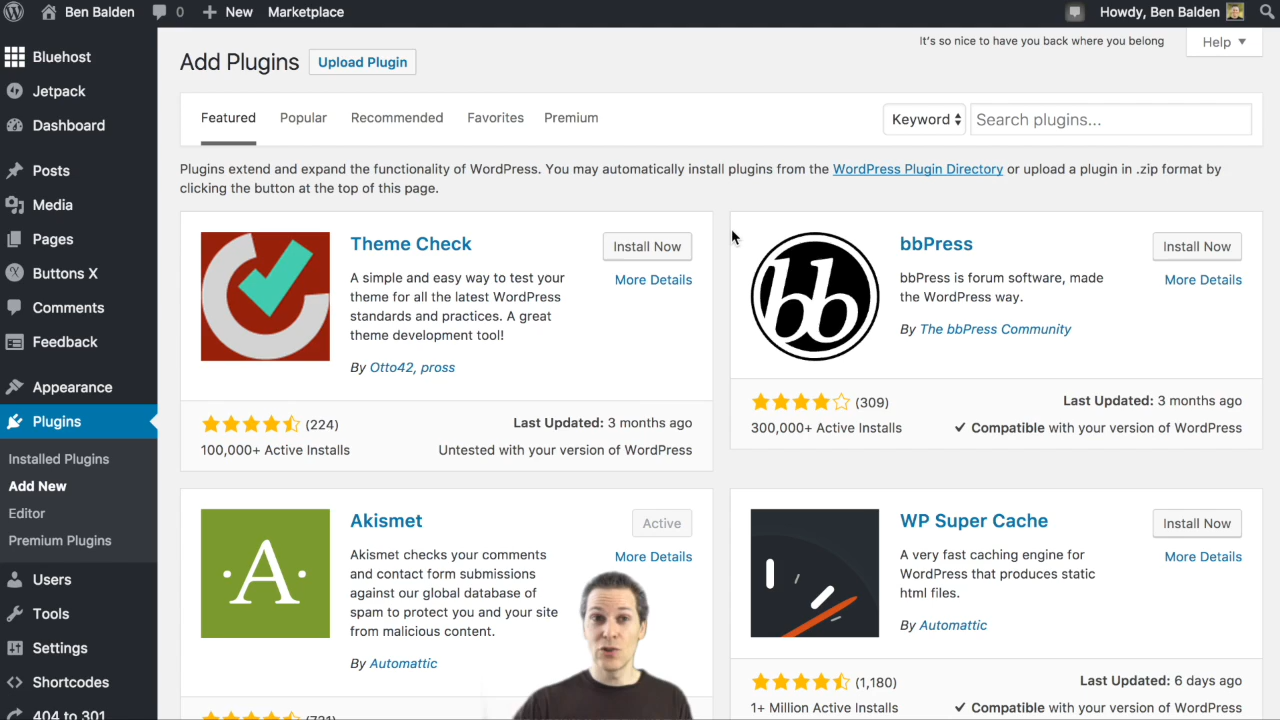 Ben Balden 0 New Marketplace Howdy, Ben Balden
Bluehost
Jetpack
Dashboard
Posts
Media
Pages
Buttons X
Comments
Feedback
Appearance
Plugins
Installed Plugins
Add New
Editor
Premium Plugins
Users
Tools
Settings
Shortcodes
404 to 301
It's so nice to have you back where you belong
Help
Add Plugins Upload Plugin
Featured Popular Recommended Favorites Premium Keyword Search plugins...
Plugins extend and expand the functionality of WordPress. You may automatically install plugins from the WordPress Plugin Directory or upload a plugin in .zip format by
clicking the button at the top of this page.
Theme Check
Install Now
More Details
A simple and easy way to test your
theme for all the latest WordPress
standards and practices. A great
theme development tool!
By Otto42, pross
(224) Last Updated: 3 months ago
100,000+ Active Installs Untested with your version of WordPress
bb
bbPress
Install Now
More Details
bbPress is forum software, made
the WordPress way.
By The bbPress Community
(309) Last Updated: 3 months ago
300,000+ Active Installs Compatible with your version of WordPress
A
Akismet
Active
More Details
Akismet checks your comments
and contact form submissions
against our global database of
spam to protect you and your site
from malicious content.
By Automattic
WP Super Cache
Install Now
More Details
A very fast caching engine for
WordPress that produces static
html files.
By Automattic
(1,180) Last Updated: 6 days ago
1+ Million Active Installs Compatible with your version of WordPress